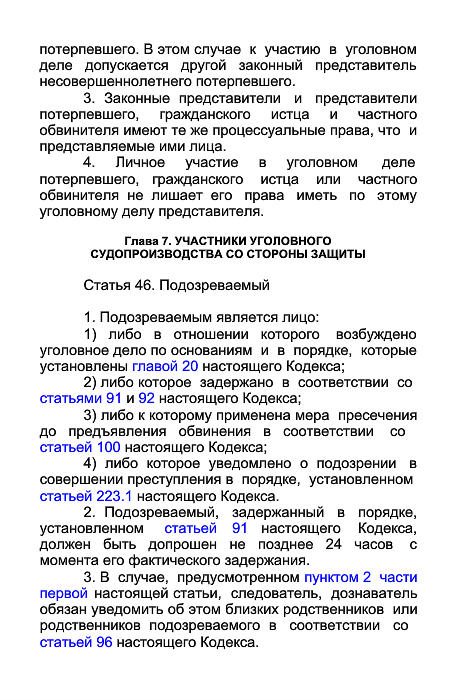 потерпевшего. В этом случае к участию в уголовном
деле допускается другой законный представитель
несовершеннолетнего потерпевшего.
3. Законные представители и представители
потерпевшего, гражданского истца и частного
обвинителя имеют те же процессуальные права, что и
представляемые ими лица.
4. Личное участие в уголовном деле
потерпевшего, гражданского истца или частного
обвинителя не лишает его права иметь по этому
уголовному делу представителя.
Глава 7. УЧАСТНИКИ УГОЛОВНОГО
СУДОПРОИЗВОДСТВА СО СТОРОНЫ ЗАЩИТЫ
Статья 46. Подозреваемый
1. Подозреваемым является лицо:
1) либо в отношении которого возбуждено
уголовное дело по основаниям и в порядке, которые
установлены главой 20 настоящего Кодекса;
2) либо которое задержано в соответствии со
статьями 91 и 92 настоящего Кодекса;
3) либо к которому применена мера пресечения
до предъявления обвинения в соответствии со
статьей 100 настоящего Кодекса;
4) либо которое уведомлено о подозрении в
совершении преступления в порядке, установленном
статьей 223.1 настоящего Кодекса.
2. Подозреваемый, задержанный в порядке,
установленном статьей 91 настоящего Кодекса,
должен быть допрошен не позднее 24 часов с
момента его фактического задержания.
3. В случае, предусмотренном пунктом 2 части
первой настоящей статьи, следователь, дознаватель
обязан уведомить об этом близких родственников или
родственников подозреваемого в соответствии со
статьей 96 настоящего Кодекса.